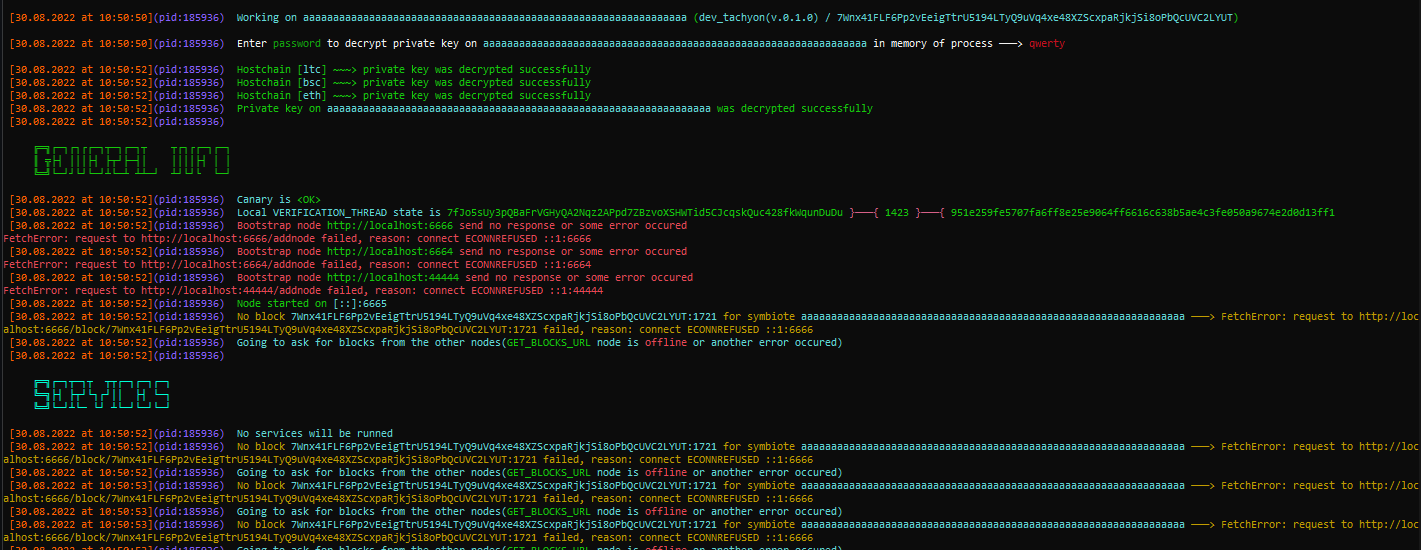 [30.08.2022 at 10:50:50](pid:185936)  Working on aaaaaaaaaaaaaaaaaaaaaaaaaaaaaaaaaaaaaaaaaaaaaaaaaaaaaaaaaaaaaaaa (dev_tachyon(v.0.1.0) / 7Wnx41FLF6Pp2vEeigTtrU5194LTyQ9uVq4xe48XZScxpaRjkjSi8oPbQcUVC2LYUT)
[30.08.2022 at 10:50:50](pid:185936)  Enter password to decrypt private key on aaaaaaaaaaaaaaaaaaaaaaaaaaaaaaaaaaaaaaaaaaaaaaaaaaaaaaaaaaaaaaaa in memory of process ───> qwerty
[30.08.2022 at 10:50:52](pid:185936)  Hostchain [ltc] ~~~> private key was decrypted successfully
[30.08.2022 at 10:50:52](pid:185936)  Hostchain [bsc] ~~~> private key was decrypted successfully
[30.08.2022 at 10:50:52](pid:185936)  Hostchain [eth] ~~~> private key was decrypted successfully
[30.08.2022 at 10:50:52](pid:185936)  Private key on aaaaaaaaaaaaaaaaaaaaaaaaaaaaaaaaaaaaaaaaaaaaaaaaaaaaaaaaaaaaaaaa was decrypted successfully
[30.08.2022 at 10:50:52](pid:185936)
GENERAL INFO
[30.08.2022 at 10:50:52](pid:185936)  Canary is <OK>
[30.08.2022 at 10:50:52](pid:185936)  Local VERIFICATION_THREAD state is 7fJo5sUy3pQBaFrVGHyQA2Nqz2APpd7ZBzvoXSHWTid5CJcqskQuc428fkWqunDuDu }───{ 1423 }───{ 951e259fe5707fa6ff8e25e9064ff6616c638b5ae4c3fe050a9674e2d0d13ff1
[30.08.2022 at 10:50:52](pid:185936)  Bootstrap node http://localhost:6666 send no response or some error occured
FetchError: request to http://localhost:6666/addnode failed, reason: connect ECONNREFUSED ::1:6666
[30.08.2022 at 10:50:52](pid:185936)  Bootstrap node http://localhost:6664 send no response or some error occured
FetchError: request to http://localhost:6664/addnode failed, reason: connect ECONNREFUSED ::1:6664
[30.08.2022 at 10:50:52](pid:185936)  Bootstrap node http://localhost:44444 send no response or some error occured
FetchError: request to http://localhost:44444/addnode failed, reason: connect ECONNREFUSED ::1:44444
[30.08.2022 at 10:50:52](pid:185936)  Node started on [::]:6665
[30.08.2022 at 10:50:52](pid:185936)  No block 7Wnx41FLF6Pp2vEeigTtrU5194LTyQ9uVq4xe48XZScxpaRjkjSi8oPbQcUVC2LYUT:1721 for symbiote aaaaaaaaaaaaaaaaaaaaaaaaaaaaaaaaaaaaaaaaaaaaaaaaaaaaaaaaaaaaaaaa ───> FetchError: request to http://loc
alhost:6666/block/7Wnx41FLF6Pp2vEeigTtrU5194LTyQ9uVq4xe48XZScxpaRjkjSi8oPbQcUVC2LYUT:1721 failed, reason: connect ECONNREFUSED ::1:6666
[30.08.2022 at 10:50:52](pid:185936)  Going to ask for blocks from the other nodes(GET_BLOCKS_URL node is offline or another error occured)
[30.08.2022 at 10:50:52](pid:185936)
SERVICES
[30.08.2022 at 10:50:52](pid:185936)  No services will be runned
[30.08.2022 at 10:50:52](pid:185936)  No block 7Wnx41FLF6Pp2vEeigTtrU5194LTyQ9uVq4xe48XZScxpaRjkjSi8oPbQcUVC2LYUT:1721 for symbiote aaaaaaaaaaaaaaaaaaaaaaaaaaaaaaaaaaaaaaaaaaaaaaaaaaaaaaaaaaaaaaaa ───> FetchError: request to http://loc
alhost:6666/block/7Wnx41FLF6Pp2vEeigTtrU5194LTyQ9uVq4xe48XZScxpaRjkjSi8oPbQcUVC2LYUT:1721 failed, reason: connect ECONNREFUSED ::1:6666
[30.08.2022 at 10:50:52](pid:185936)  Going to ask for blocks from the other nodes(GET_BLOCKS_URL node is offline or another error occured)
[30.08.2022 at 10:50:53](pid:185936)  No block 7Wnx41FLF6Pp2vEeigTtrU5194LTyQ9uVq4xe48XZScxpaRjkjSi8oPbQcUVC2LYUT:1721 for symbiote aaaaaaaaaaaaaaaaaaaaaaaaaaaaaaaaaaaaaaaaaaaaaaaaaaaaaaaaaaaaaaaa ───> FetchError: request to http://loc
alhost:6666/block/7Wnx41FLF6Pp2vEeigTtrU5194LTyQ9uVq4xe48XZScxpaRjkjSi8oPbQcUVC2LYUT:1721 failed, reason: connect ECONNREFUSED ::1:6666
[30.08.2022 at 10:50:53](pid:185936)  Going to ask for blocks from the other nodes(GET_BLOCKS_URL node is offline or another error occured)
[30.08.2022 at 10:50:53](pid:185936)  No block 7Wnx41FLF6Pp2vEeigTtrU5194LTyQ9uVq4xe48XZScxpaRjkjSi8oPbQcUVC2LYUT:1721 for symbiote aaaaaaaaaaaaaaaaaaaaaaaaaaaaaaaaaaaaaaaaaaaaaaaaaaaaaaaaaaaaaaaa ───> FetchError: request to http://loc
alhost:6666/block/7Wnx41FLF6Pp2vEeigTtrU5194LTyQ9uVq4xe48XZScxpaRjkjSi8oPbQcUVC2LYUT:1721 failed, reason: connect ECONNREFUSED ::1:6666
[30.08.2022 at 10:50:53](pid:185936)  Going to ask for blocks from the other nodes(GET_BLOCKS_URL node is offline or another error occured)